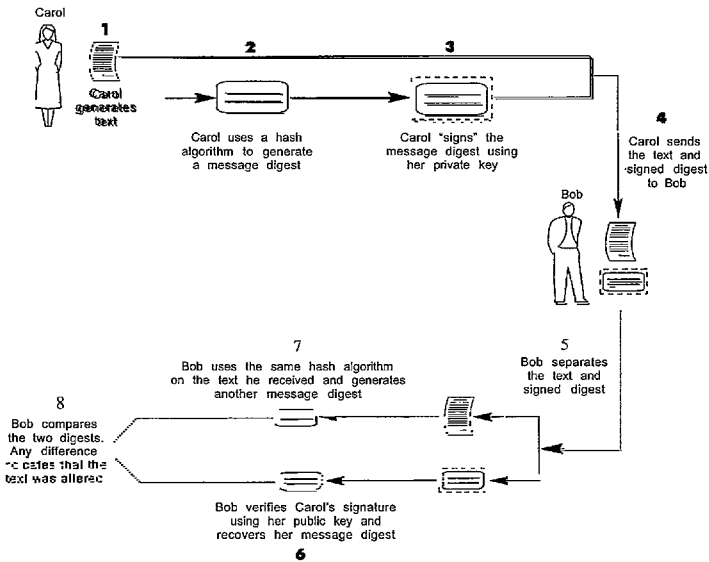 Carol
1
Carol
generates
text
2
Carol uses a hash
algorithm to generate
a message digest
3
Carol "signs" the
message digest using
her private key
4
Carol sends
the text and
signed digest
to Bob
Bob
5
Bob separates
the text and
signed digest
7
Bob uses the same hash algorithm
on the text he received and generates
another message digest
8
Bob compares
the two digests.
Any difference
that the
text was altered
Bob verifies Carol's signature
using her public key and
recovers her message digest
6